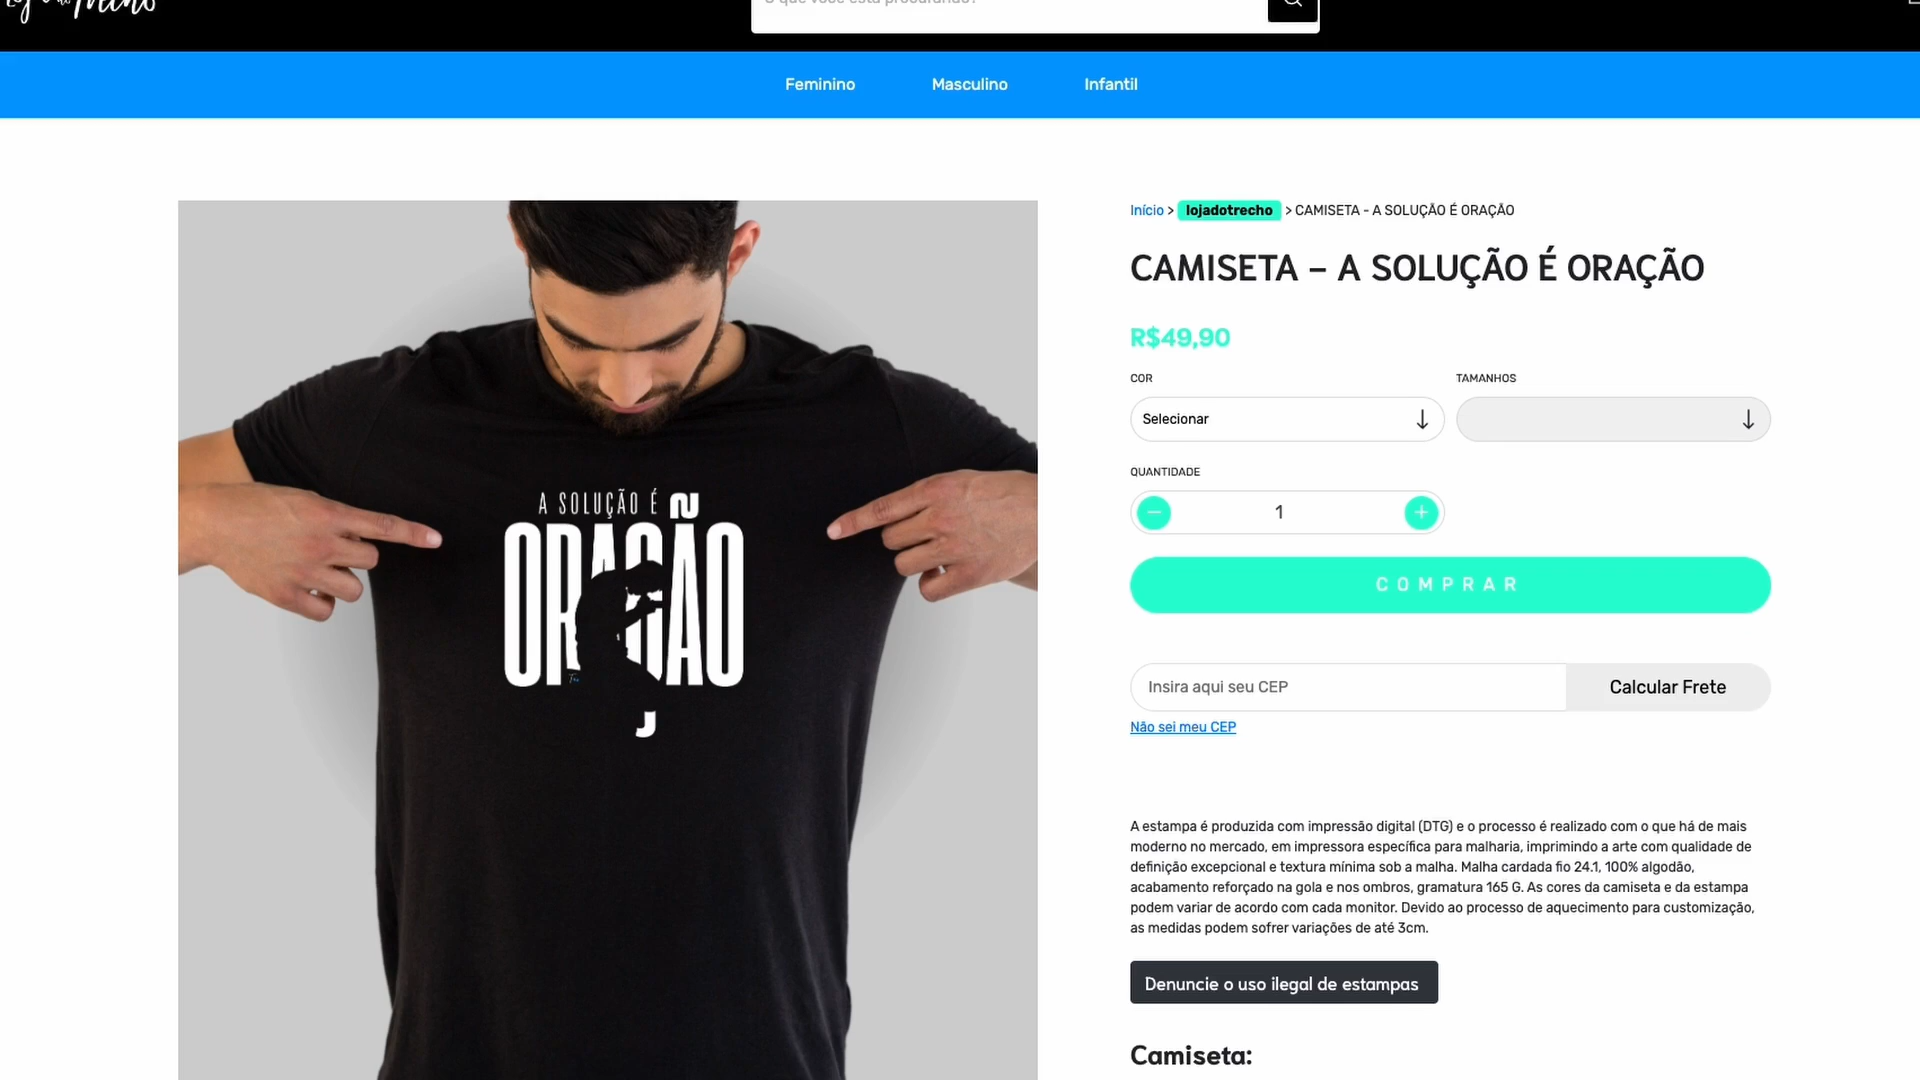 O que você está procurando?
Feminino Masculino Infantil
Início > lojadotrecho > CAMISETA - A SOLUÇÃO É ORAÇÃO
CAMISETA – A SOLUÇÃO É ORAÇÃO
R$49,90
COR TAMANHOS
Selecionar
QUANTIDADE
1
COMPRAR
Insira aqui seu CEP Calcular Frete
Não sei meu CEP
A estampa é produzida com impressão digital (DTG) e o processo é realizado com o que há de mais
moderno no mercado, em impressora específica para malharia, imprimindo a arte com qualidade de
definição excepcional e textura mínima sob a malha. Malha cardada fio 24.1, 100% algodão,
acabamento reforçado na gola e nos ombros, gramatura 165 G. As cores da camiseta e da estampa
podem variar de acordo com cada monitor. Devido ao processo de aquecimento para customização,
as medidas podem sofrer variações de até 3cm.
Denuncie o uso ilegal de estampas
Camiseta:
A SOLUÇÃO É
ORAÇÃO